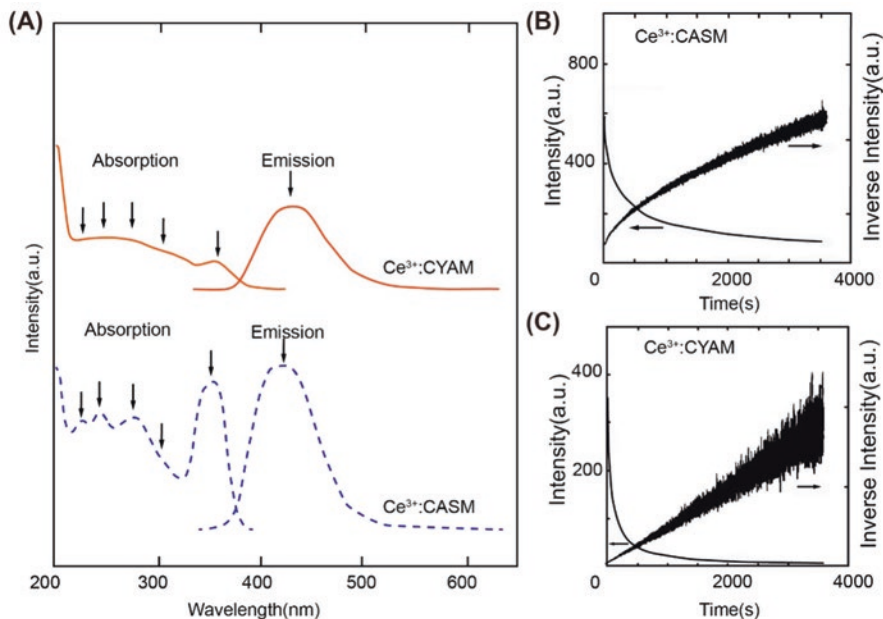 (A)
Absorption
Emission
Ce³⁺:CYAM
Absorption
Emission
Ce³⁺:CASM
Intensity(a.u.)
200 300 400 500 600
Wavelength(nm)
(B)
Ce³⁺:CASM
800
400
0
0 2000 4000
Intensity(a.u.)
Inverse Intensity(a.u.)
Time(s)
(C)
Ce³⁺:CYAM
400
200
0
0 2000 4000
Intensity(a.u.)
Inverse Intensity(a.u.)
Time(s)